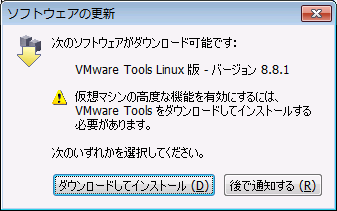 ソフトウェアの更新
次のソフトウェアがダウンロード可能です:
VMware Tools Linux 版 - バージョン 8.8.1
仮想マシンの高度な機能を有効にするには、
VMware Tools をダウンロードしてインストールする
必要があります。
次のいずれかを選択してください。
ダウンロードしてインストール (D) 後で通知する (R)